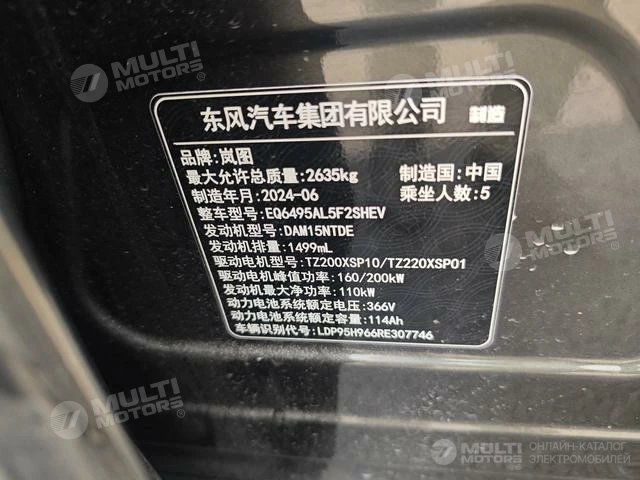 MULTI MOTORS
MULTI MOTORS
东风汽车集团有限公司 制造
品牌:岚图
最大允许总质量:2635kg 制造国:中国
制造年月:2024-06 乘坐人数:5
整车型号:EQ6495AL5F2SHEV
发动机型号:DAM15NTDE
发动机排量:1499mL
驱动电机型号:TZ200XSP10/TZ220XSP01
驱动电机峰值功率:160/200kW
发动机最大净功率:110kW
动力电池系统额定电压:366V
动力电池系统额定容量:114Ah
车辆识别代号:LDP95H966RE307746
MULTI MOTORS
MULTI MOTORS
ОНЛАЙН-КАТАЛОГ
ЭЛЕКТРОМОБИЛЕЙ